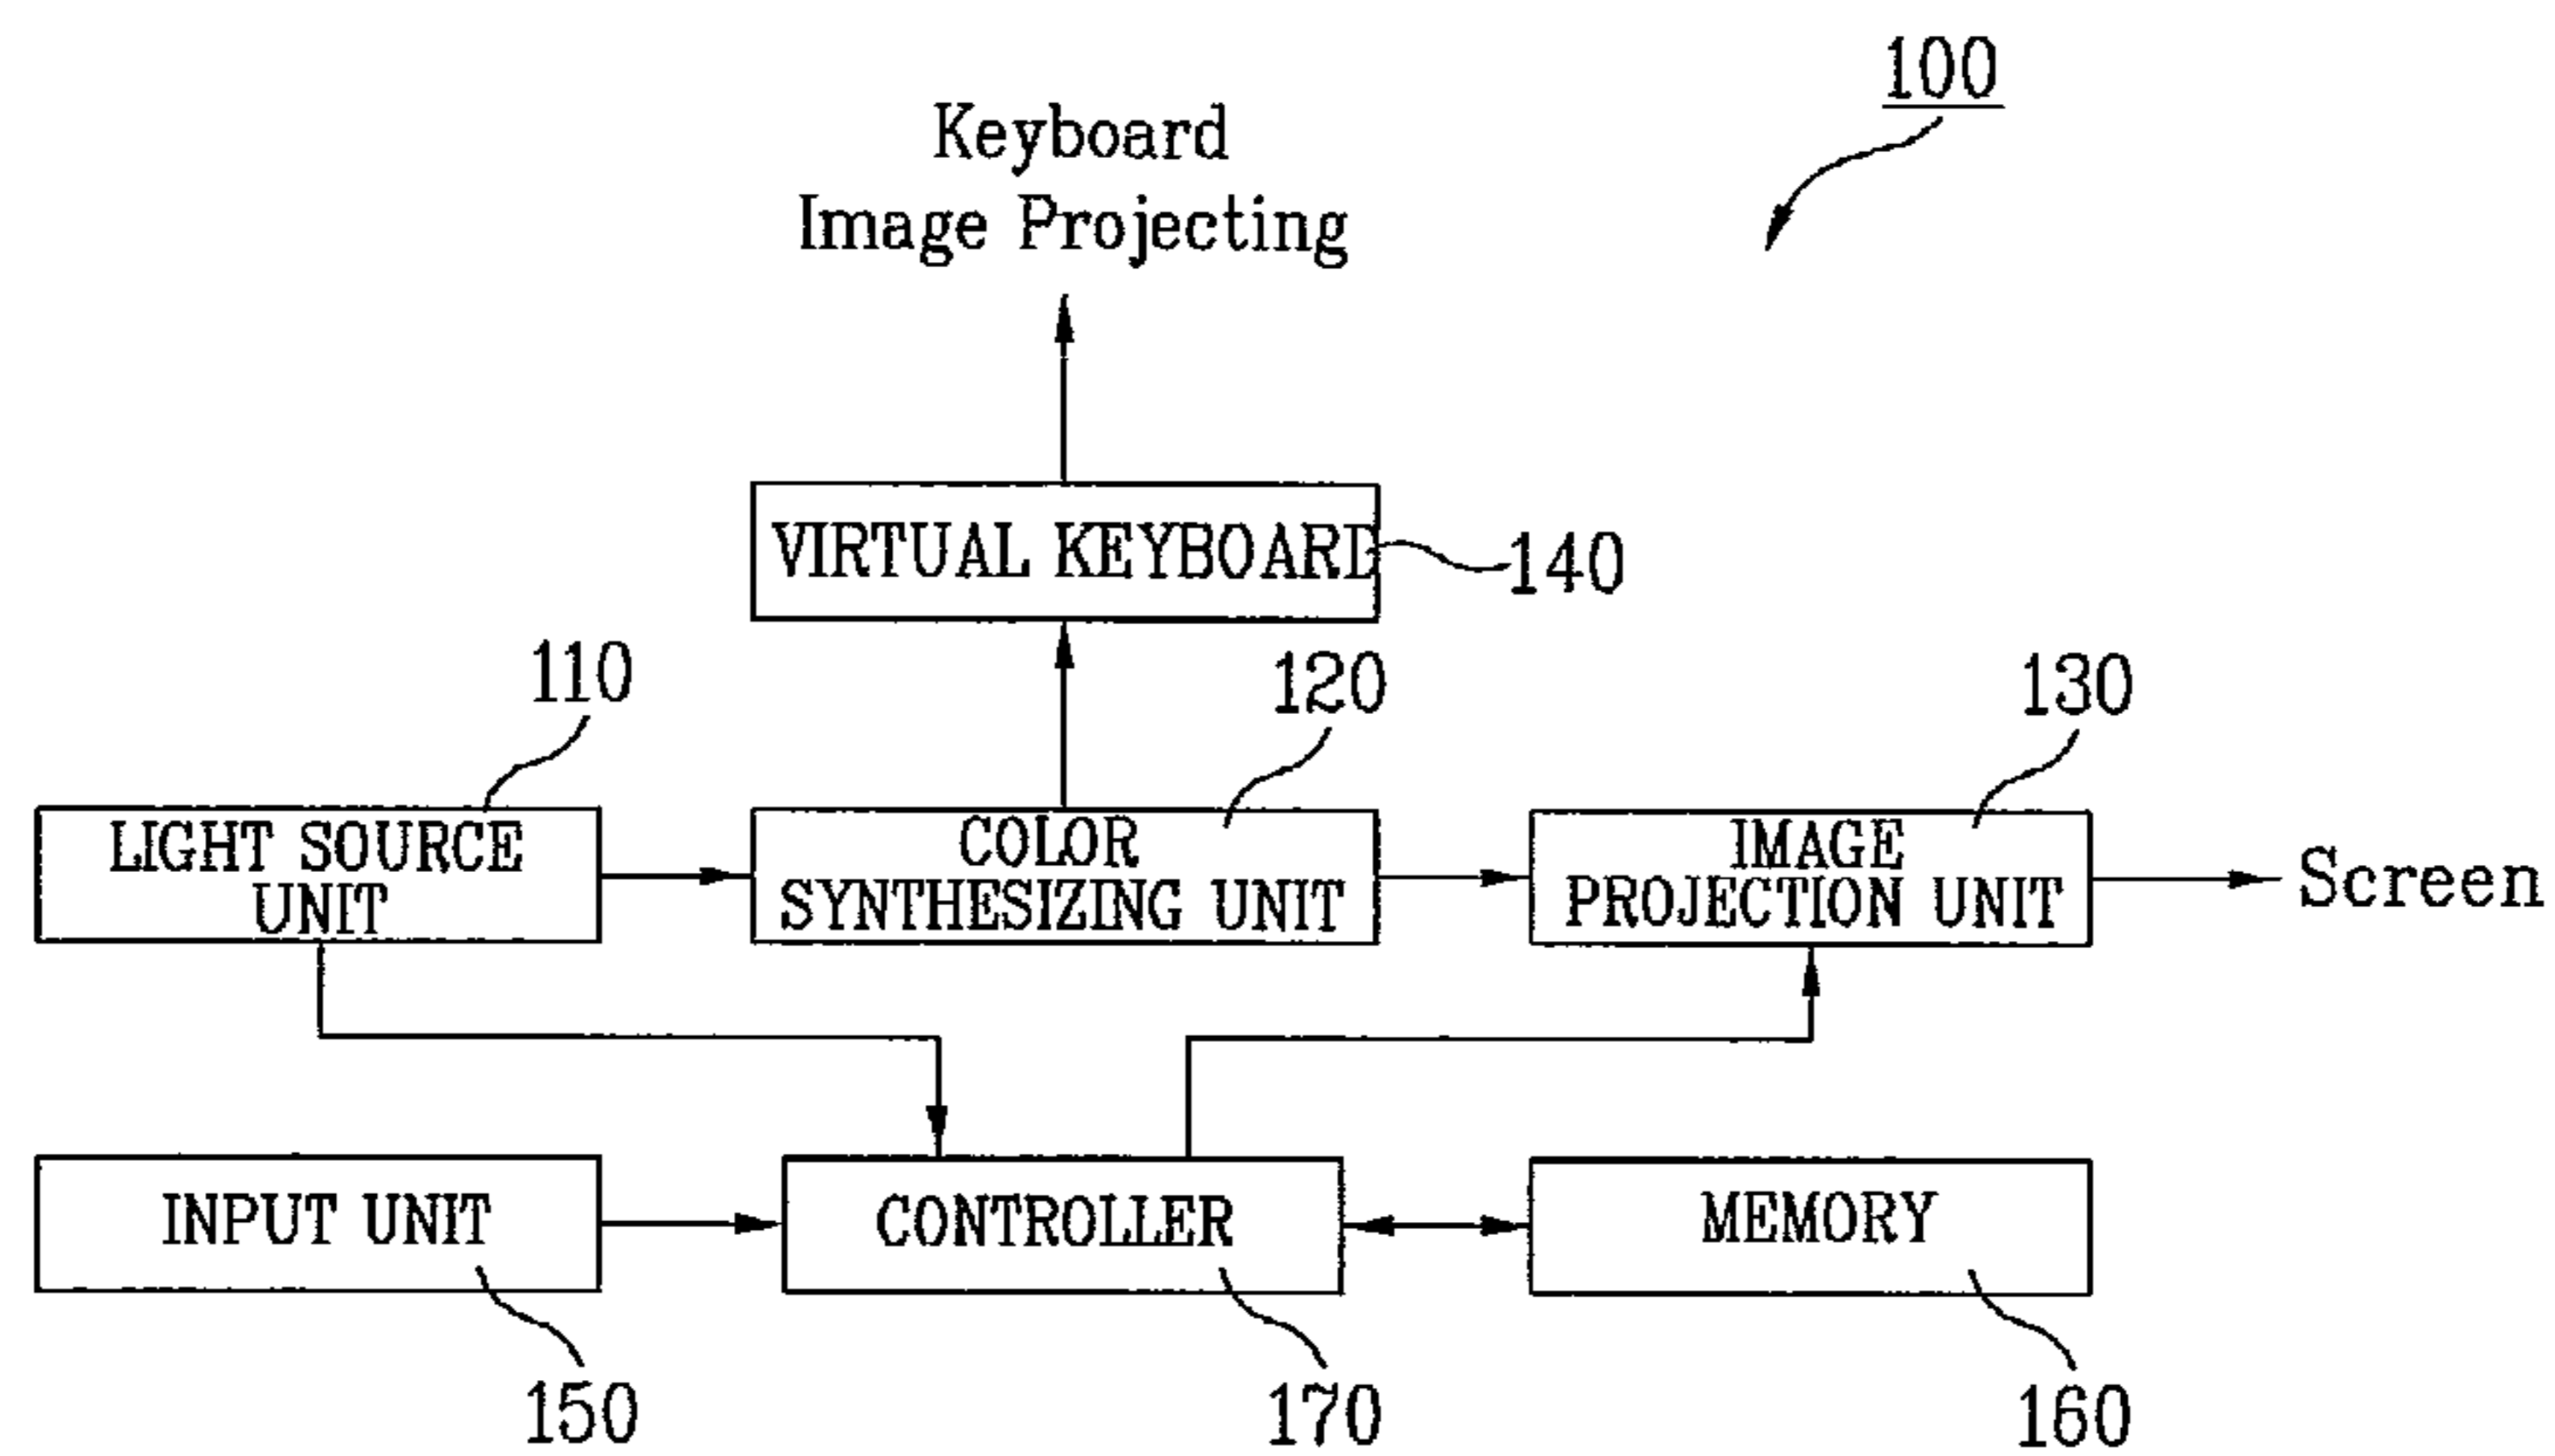 100
Keyboard
Image Projecting
VIRTUAL KEYBOARD
140
110
120
130
LIGHT SOURCE
UNIT
COLOR
SYNTHESIZING UNIT
IMAGE
PROJECTION UNIT
Screen
INPUT UNIT
CONTROLLER
MEMORY
150
170
160